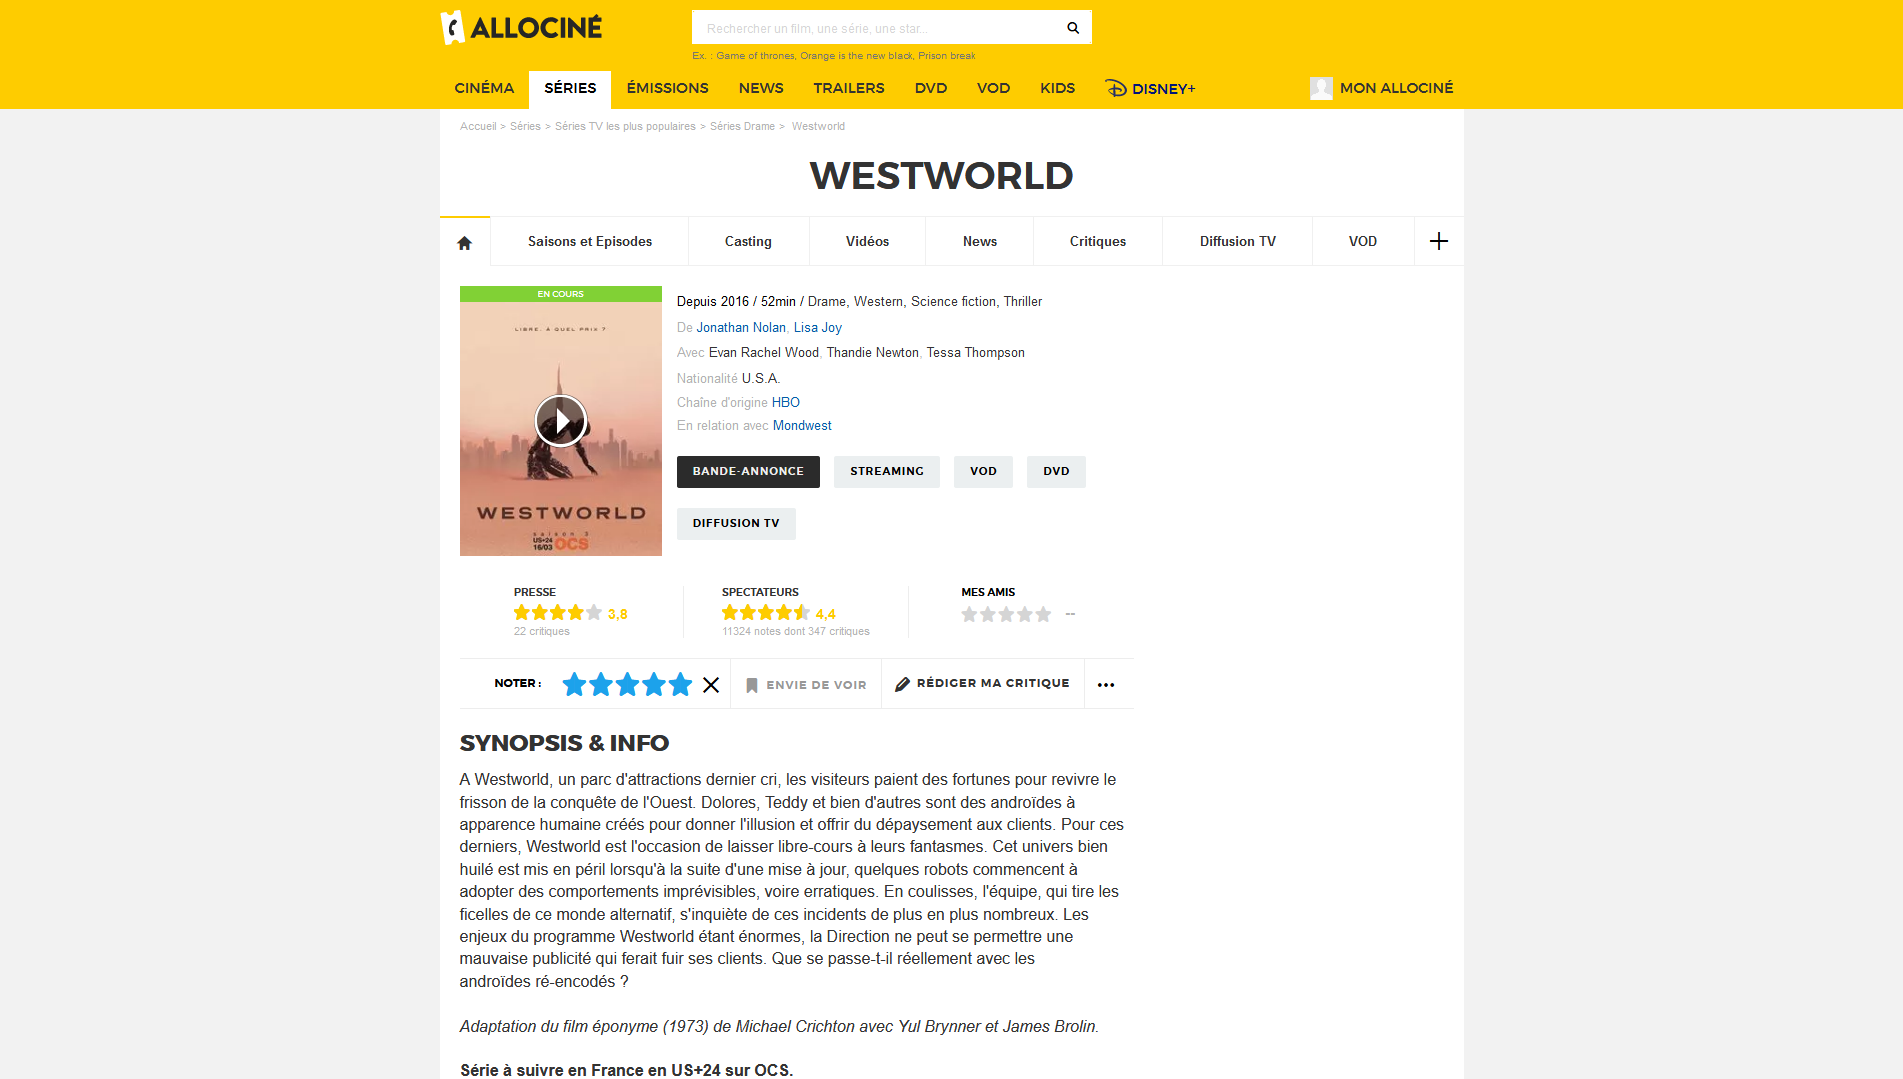 ALLOCINÉ
Rechercher un film, une série, une star...
Ex. : Game of thrones, Orange is the new black, Prison break
CINÉMA SÉRIES ÉMISSIONS NEWS TRAILERS DVD VOD KIDS DISNEY+ MON ALLOCINÉ
Accueil > Séries > Séries TV les plus populaires > Séries Drame > Westworld
WESTWORLD
Saisons et Episodes Casting Vidéos News Critiques Diffusion TV VOD
EN COURS
LIBRE, À QUEL PRIX ?
WESTWORLD
saison 3
US+24
16/03 OCS
Depuis 2016 / 52min / Drame, Western, Science fiction, Thriller
De Jonathan Nolan, Lisa Joy
Avec Evan Rachel Wood, Thandie Newton, Tessa Thompson
Nationalité U.S.A.
Chaîne d'origine HBO
En relation avec Mondwest
BANDE-ANNONCE STREAMING VOD DVD
DIFFUSION TV
PRESSE SPECTATEURS MES AMIS
3,8 4,4 --
22 critiques 11324 notes dont 347 critiques
NOTER : ENVIE DE VOIR RÉDIGER MA CRITIQUE ...
SYNOPSIS & INFO
A Westworld, un parc d'attractions dernier cri, les visiteurs paient des fortunes pour revivre le
frisson de la conquête de l'Ouest. Dolores, Teddy et bien d'autres sont des androïdes à
apparence humaine créés pour donner l'illusion et offrir du dépaysement aux clients. Pour ces
derniers, Westworld est l'occasion de laisser libre-cours à leurs fantasmes. Cet univers bien
huilé est mis en péril lorsqu'à la suite d'une mise à jour, quelques robots commencent à
adopter des comportements imprévisibles, voire erratiques. En coulisses, l'équipe, qui tire les
ficelles de ce monde alternatif, s'inquiète de ces incidents de plus en plus nombreux. Les
enjeux du programme Westworld étant énormes, la Direction ne peut se permettre une
mauvaise publicité qui ferait fuir ses clients. Que se passe-t-il réellement avec les
androïdes ré-encodés ?
Adaptation du film éponyme (1973) de Michael Crichton avec Yul Brynner et James Brolin.
Série à suivre en France en US+24 sur OCS.